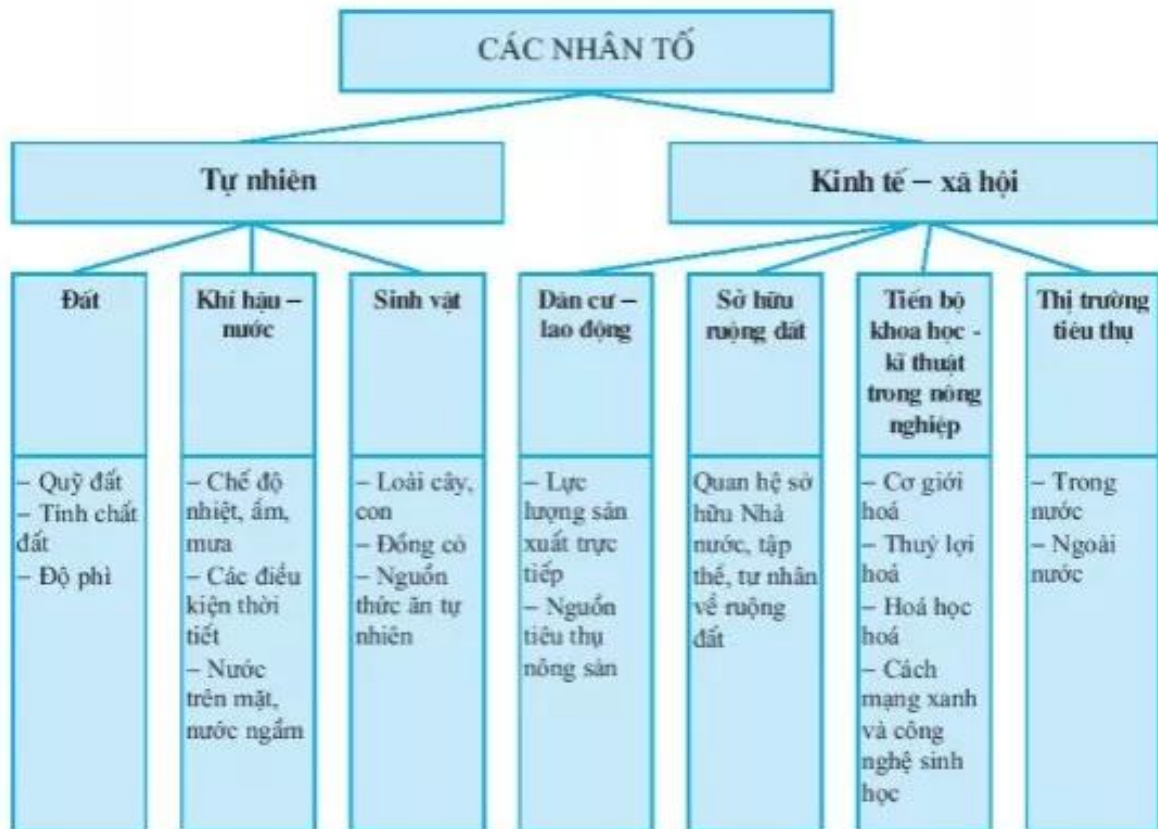 CÁC NHÂN TỐ
Tự nhiên
Kinh tế – xã hội
Đất
– Quỹ đất
– Tính chất
đất
– Độ phì
Khí hậu –
nước
– Chế độ
nhiệt, ẩm,
mưa
– Các điều
kiện thời
tiết
– Nước
trên mặt,
nước ngầm
Sinh vật
– Loài cây,
con
– Đồng cỏ
– Nguồn
thức ăn tự
nhiên
Dân cư –
lao động
– Lực
lượng sản
xuất trực
tiếp
– Nguồn
tiêu thụ
nông sản
Sở hữu
ruộng đất
Quan hệ sở
hữu Nhà
nước, tập
thể, tư nhân
về ruộng
đất
Tiến bộ
khoa học -
kĩ thuật
trong nông
nghiệp
– Cơ giới
hoá
– Thuỷ lợi
hoá
– Hoá học
hoá
– Cách
mạng xanh
và công
nghệ sinh
học
Thị trường
tiêu thụ
– Trong
nước
– Ngoài
nước